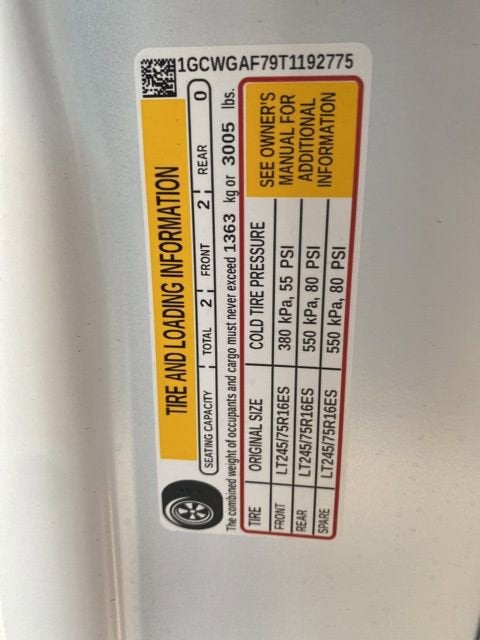 1GCWGAF79T1192775
TIRE AND LOADING INFORMATION
SEATING CAPACITY TOTAL 2 FRONT 2 REAR 0
The combined weight of occupants and cargo must never exceed 1363 kg or 3005 lbs.
TIRE ORIGINAL SIZE COLD TIRE PRESSURE
FRONT LT245/75R16ES 380 kPa, 55 PSI
REAR LT245/75R16ES 550 kPa, 80 PSI
SPARE LT245/75R16ES 550 kPa, 80 PSI
SEE OWNER'S
MANUAL FOR
ADDITIONAL
INFORMATION